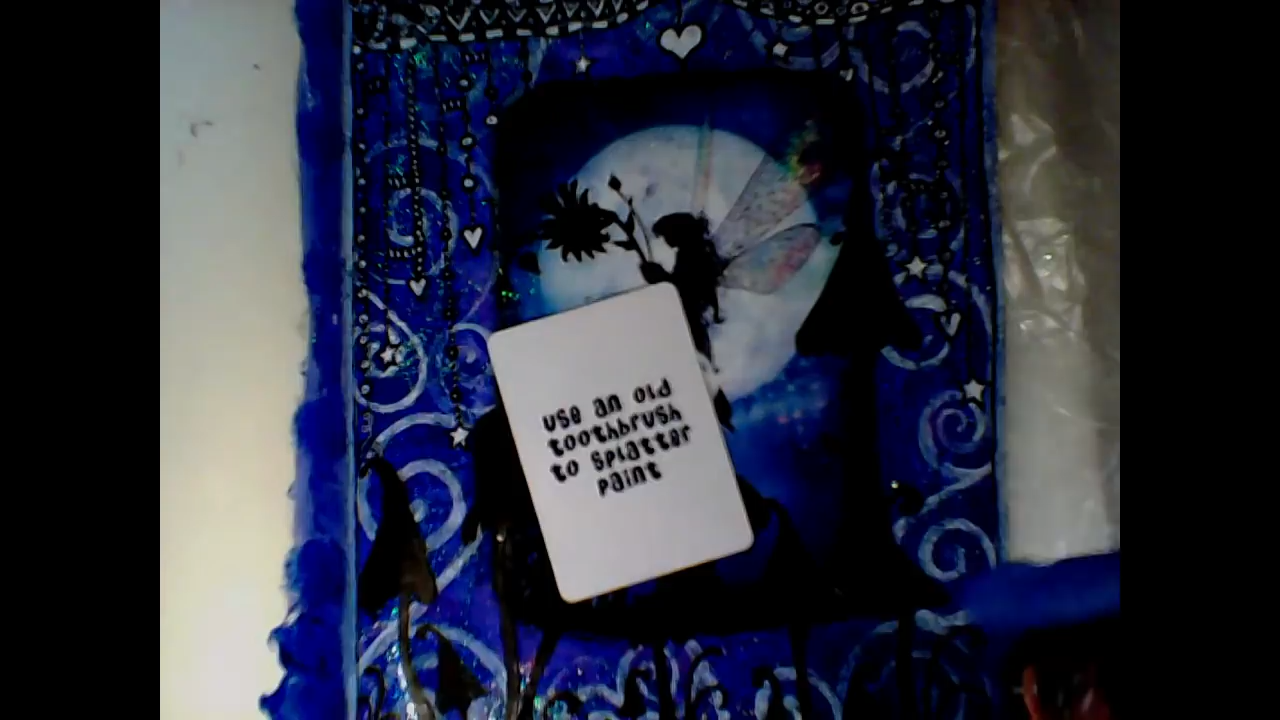 use an old
toothbrush
to splatter
paint